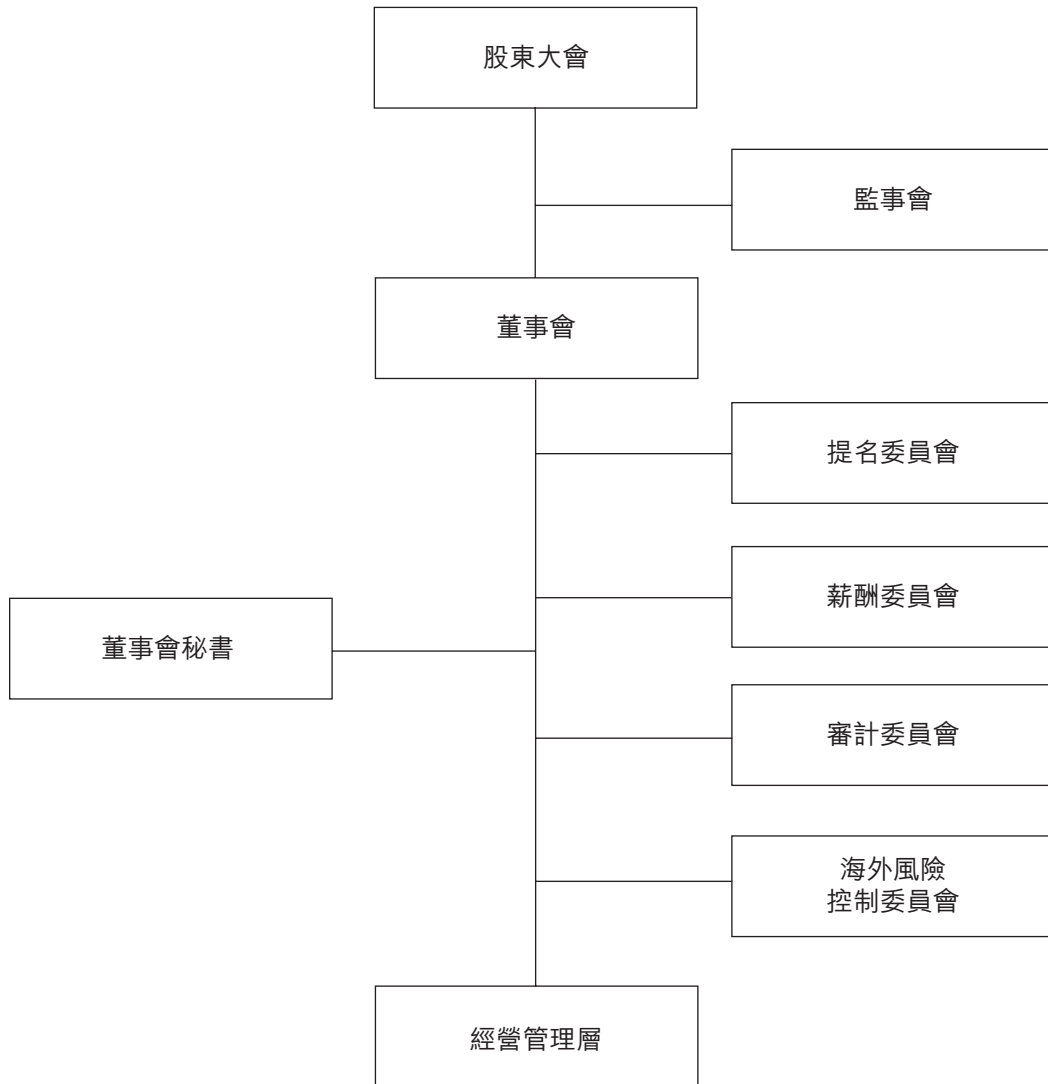 股東大會
監事會
董事會
提名委員會
薪酬委員會
董事會秘書
審計委員會
海外風險
控制委員會
經營管理層